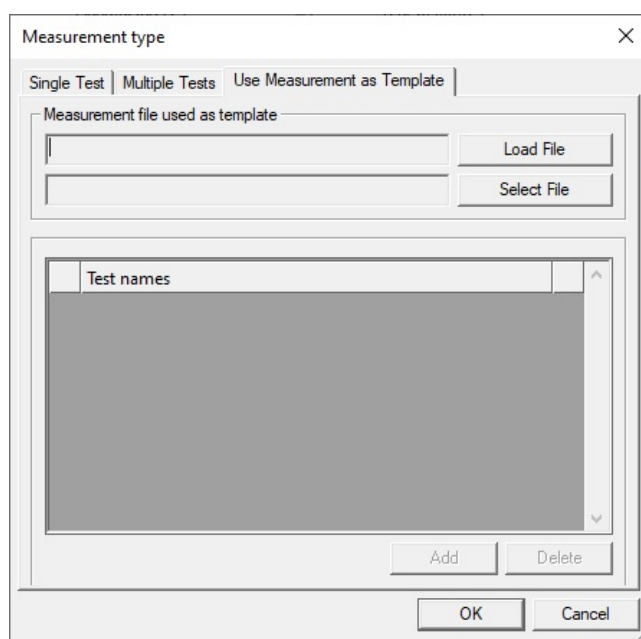 Measurement type
Single Test Multiple Tests Use Measurement as Template
Measurement file used as template
Load File
Select File
Test names
Add Delete
OK Cancel